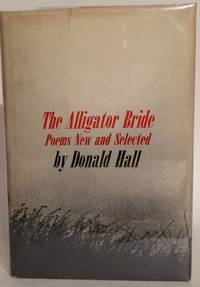 The Alligator Bride
Poems New and Selected
by Donald Hall